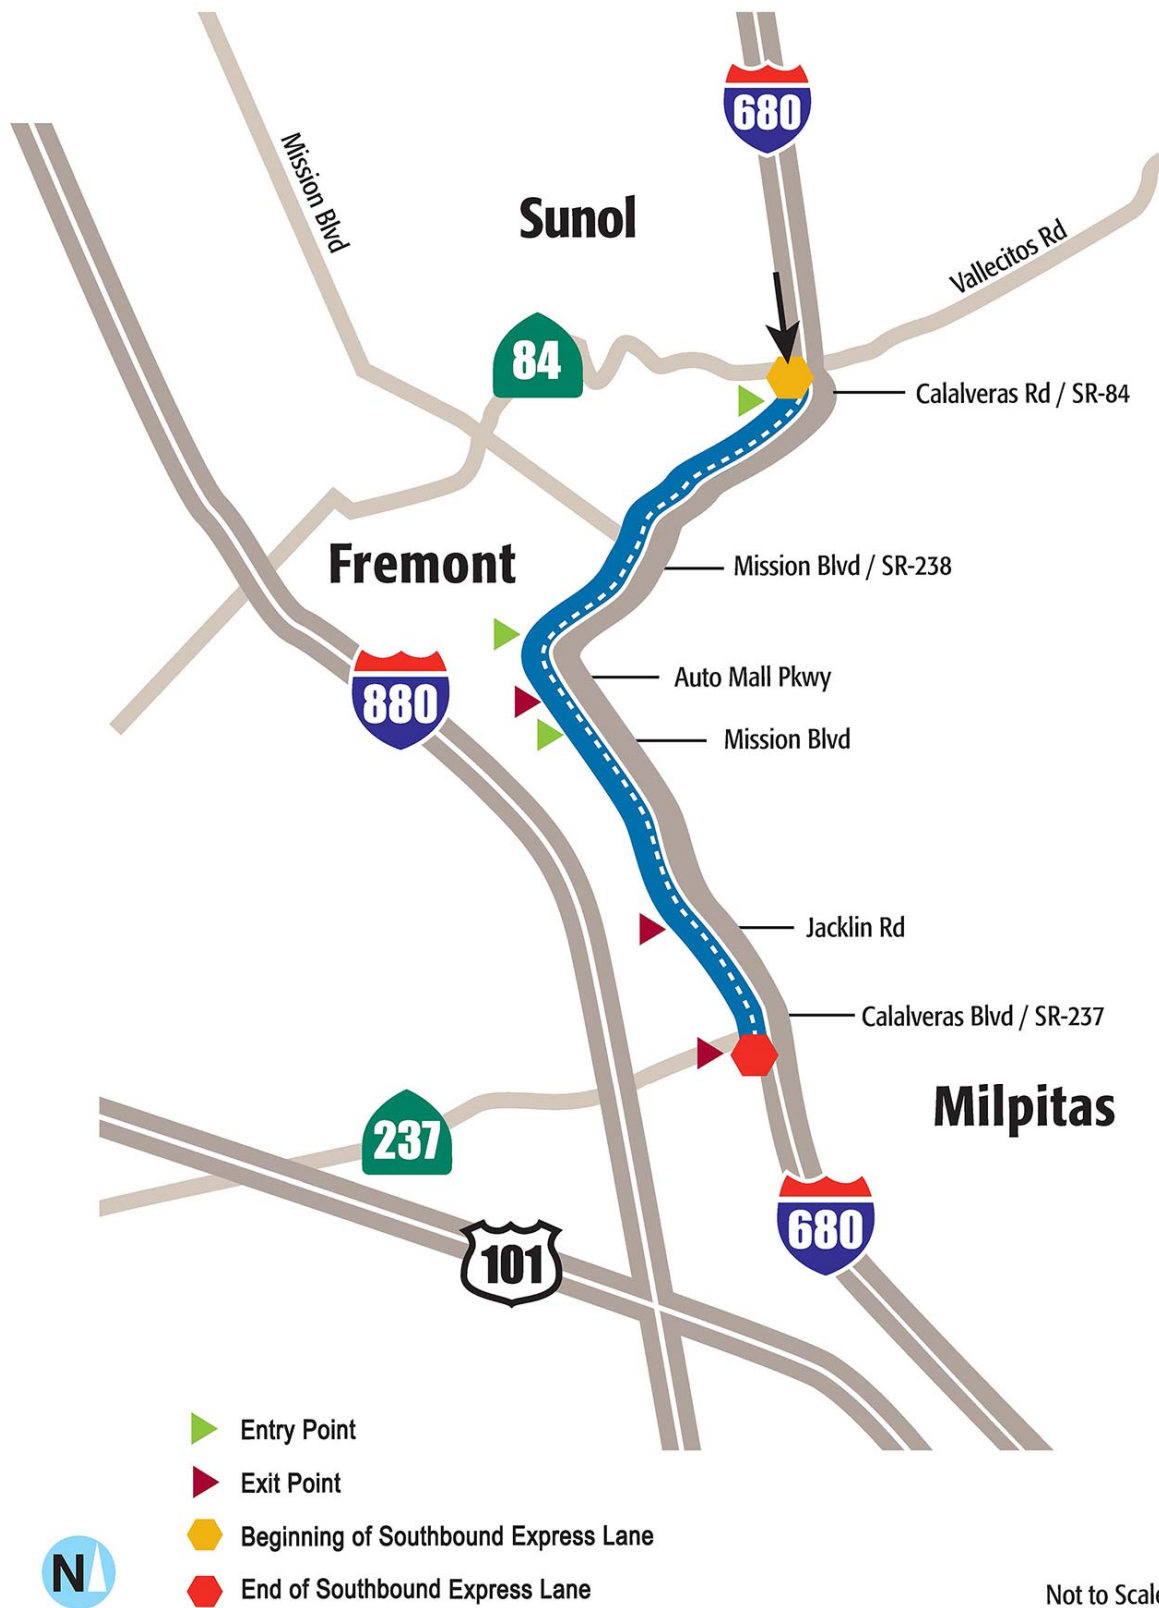 680
Mission Blvd
Sunol
Vallecitos Rd
84
Calalveras Rd / SR-84
Fremont
Mission Blvd / SR-238
880
Auto Mall Pkwy
Mission Blvd
Jacklin Rd
Calalveras Blvd / SR-237
Milpitas
237
680
101
Entry Point
Exit Point
Beginning of Southbound Express Lane
End of Southbound Express Lane
N
Not to Scale